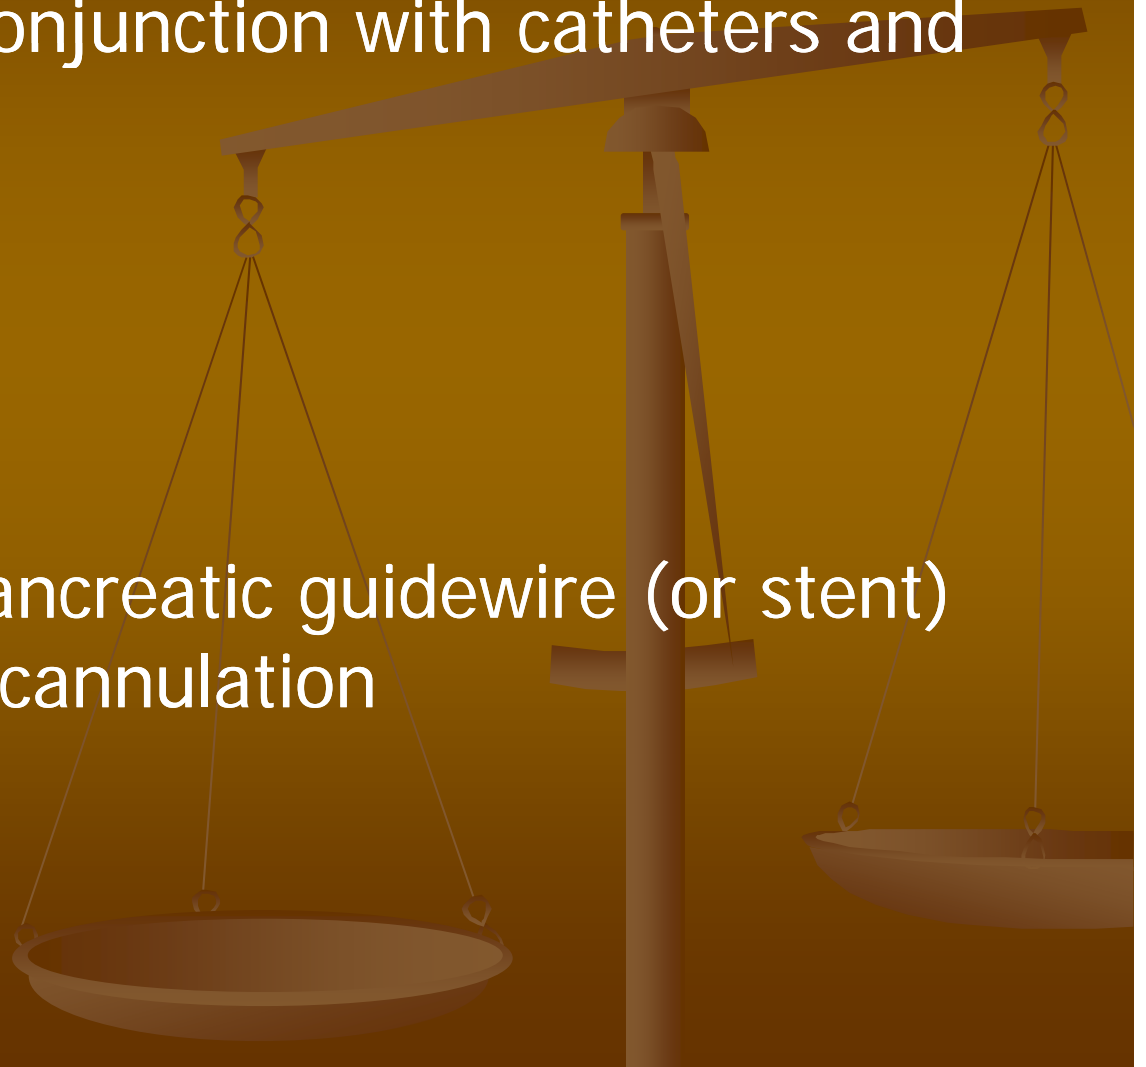 onjunction with catheters and
ancreatic guidewire (or stent)
cannulation